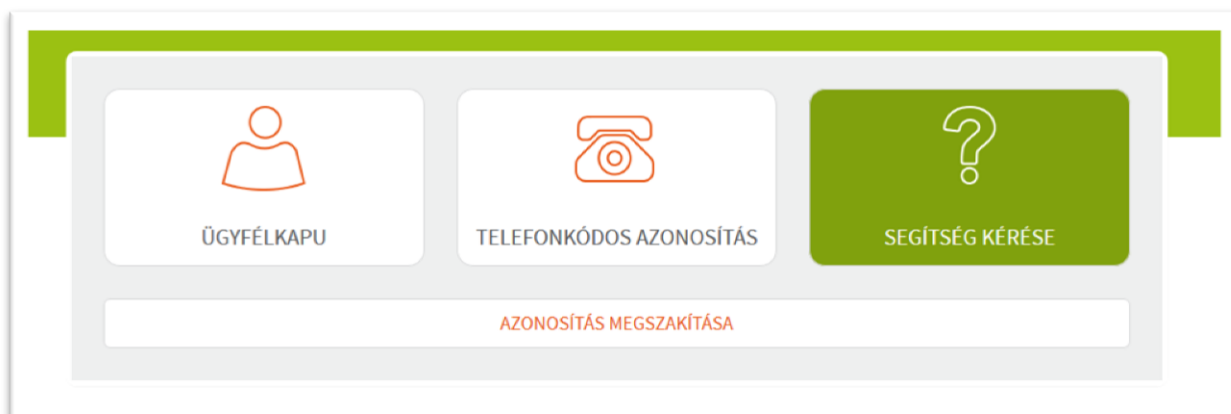 ÜGYFÉLKAPU
TELEFONKÓDOS AZONOSÍTÁS
SEGÍTSÉG KÉRÉSE
AZONOSÍTÁS MEGSZAKÍTÁSA